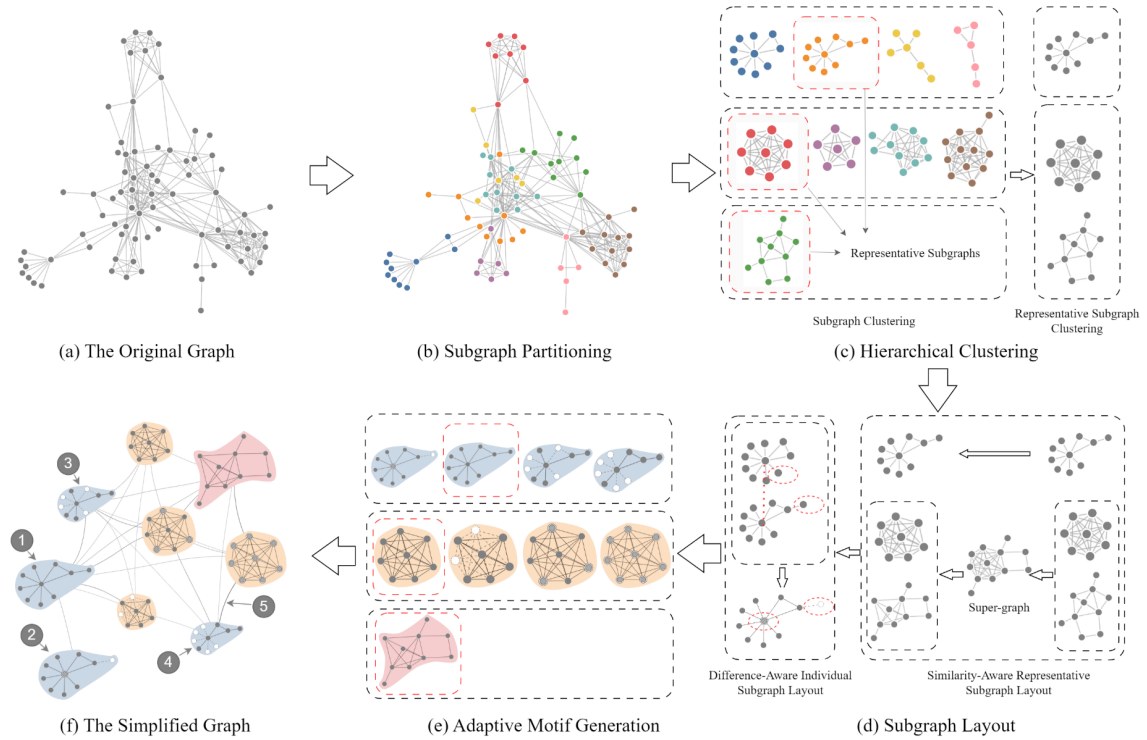 Representative Subgraphs
Subgraph Clustering
Representative Subgraph
Clustering
(a) The Original Graph
(b) Subgraph Partitioning
(c) Hierarchical Clustering
3
1
2
4
5
Super-graph
Difference-Aware Individual
Subgraph Layout
Similarity-Aware Representative
Subgraph Layout
(f) The Simplified Graph
(e) Adaptive Motif Generation
(d) Subgraph Layout